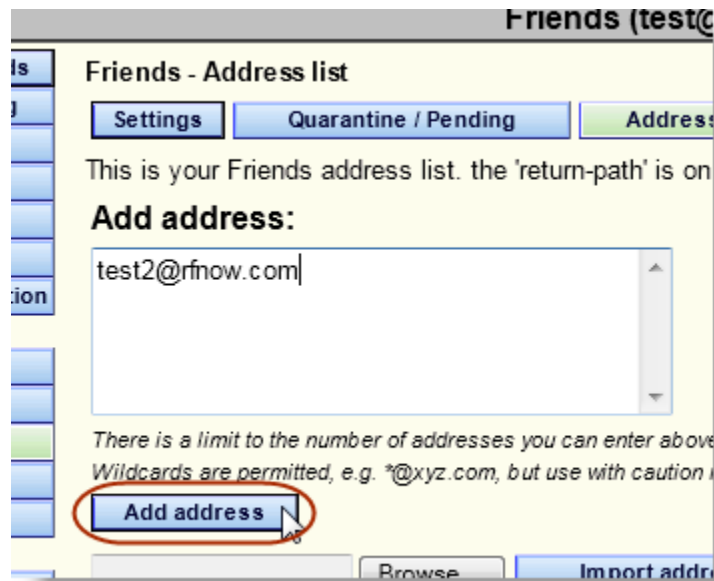 Friends (test@
Friends - Address list
Settings Quarantine / Pending Address
This is your Friends address list. the 'return-path' is on
Add address:
test2@rfnow.com
tion
There is a limit to the number of addresses you can enter above
Wildcards are permitted, e.g. *@xyz.com, but use with caution
Add address
Browse Import addr